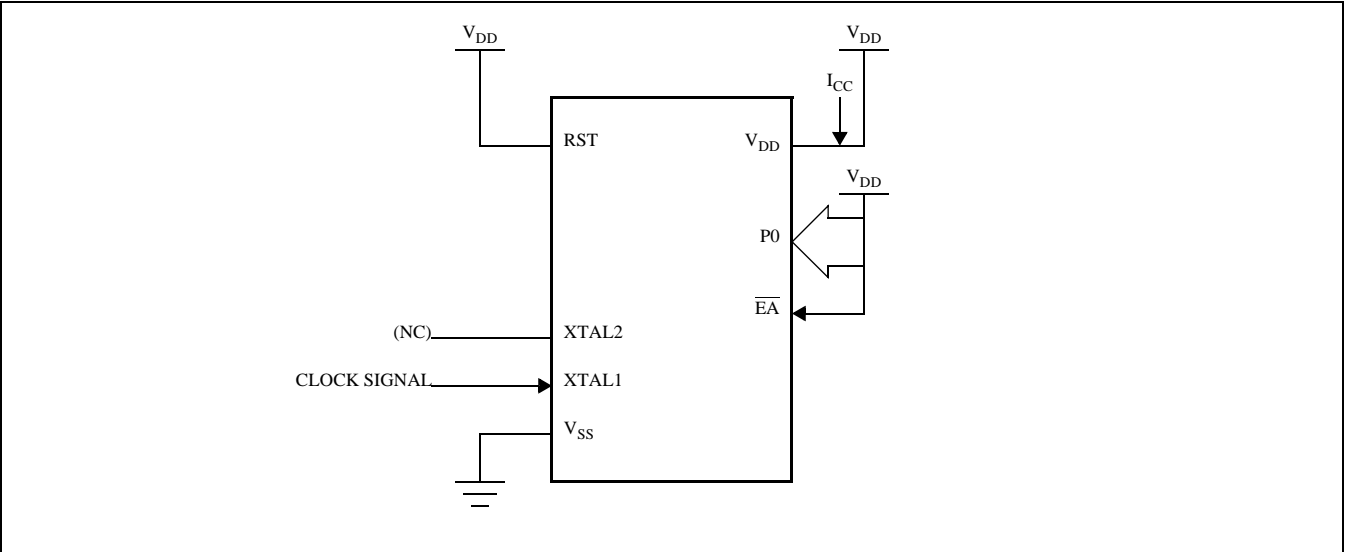 VDD
VDD
ICC
RST
VDD
VDD
P0
EA
(NC)
XTAL2
CLOCK SIGNAL
XTAL1
VSS